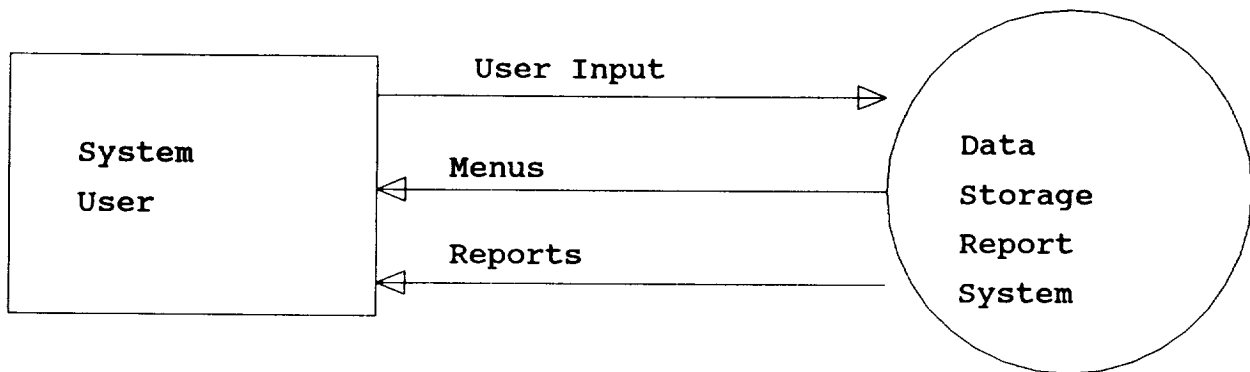 System
User
User Input
Menus
Reports
Data
Storage
Report
System